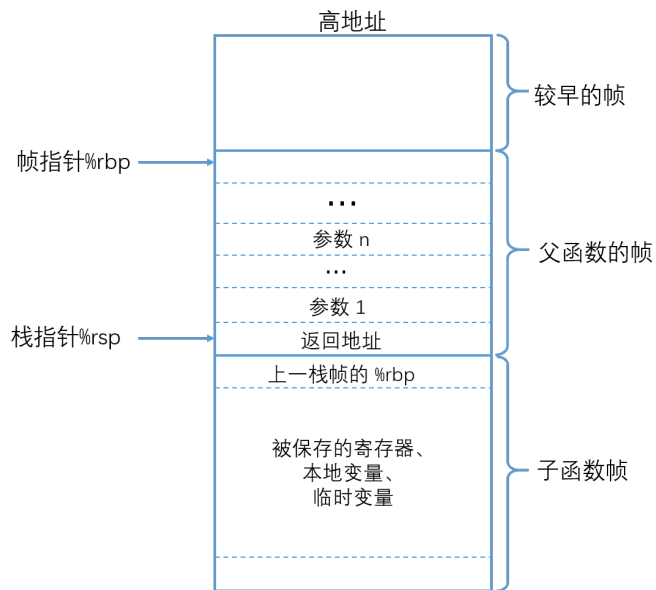 高地址
较早的帧
帧指针%rbp
...
参数 n
父函数的帧
...
参数 1
栈指针%rsp
返回地址
上一栈帧的 %rbp
被保存的寄存器、
本地变量、
临时变量
子函数帧